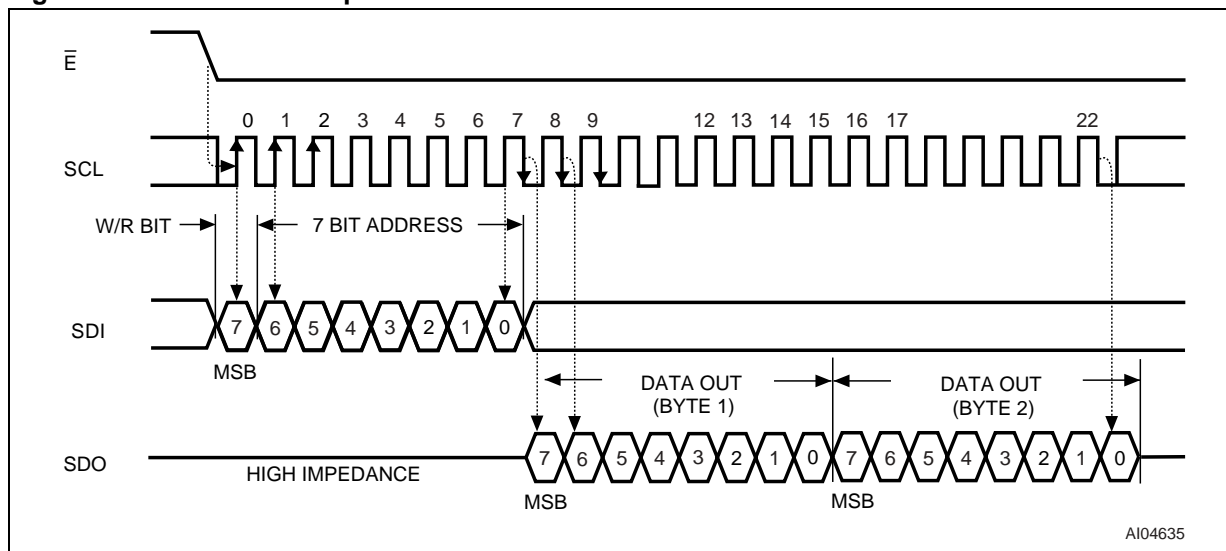 E̅
0 1 2 3 4 5 6 7 8 9 12 13 14 15 16 17 22
SCL
W/R BIT 7 BIT ADDRESS
7 6 5 4 3 2 1 0
SDI
MSB
DATA OUT
(BYTE 1)
DATA OUT
(BYTE 2)
7 6 5 4 3 2 1 0 7 6 5 4 3 2 1 0
SDO
HIGH IMPEDANCE
MSB MSB
AI04635